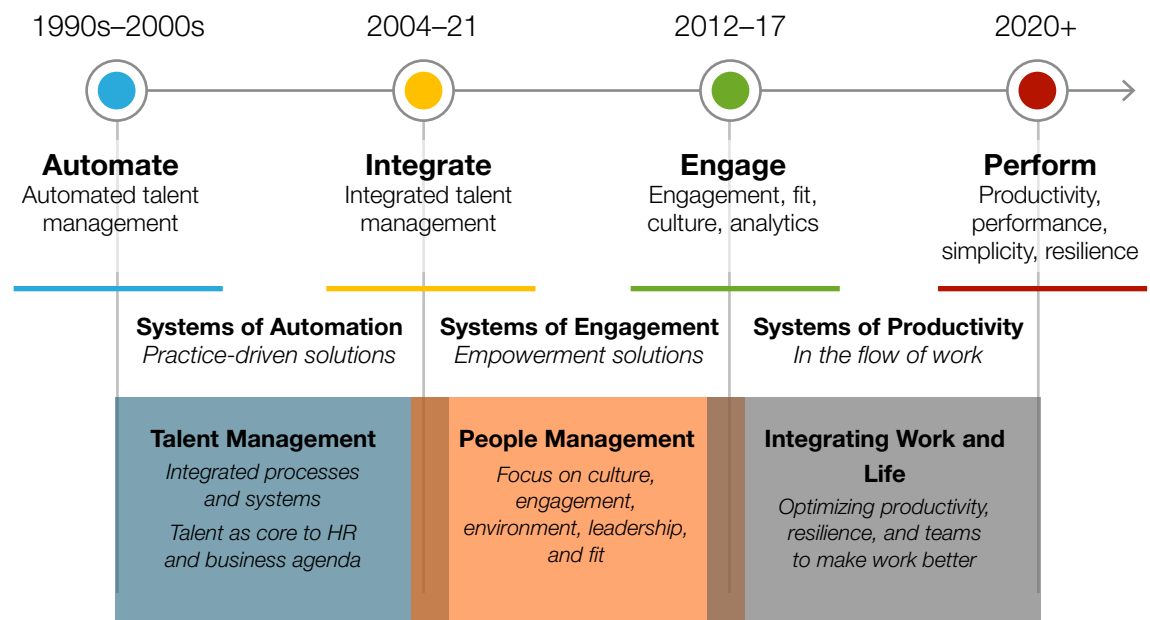 1990s–2000s
2004–21
2012–17
2020+
Automate
Automated talent
management
Integrate
Integrated talent
management
Engage
Engagement, fit,
culture, analytics
Perform
Productivity,
performance,
simplicity, resilience
Systems of Automation
Practice-driven solutions
Systems of Engagement
Empowerment solutions
Systems of Productivity
In the flow of work
Talent Management
Integrated processes
and systems
Talent as core to HR
and business agenda
People Management
Focus on culture,
engagement,
environment, leadership,
and fit
Integrating Work and
Life
Optimizing productivity,
resilience, and teams
to make work better